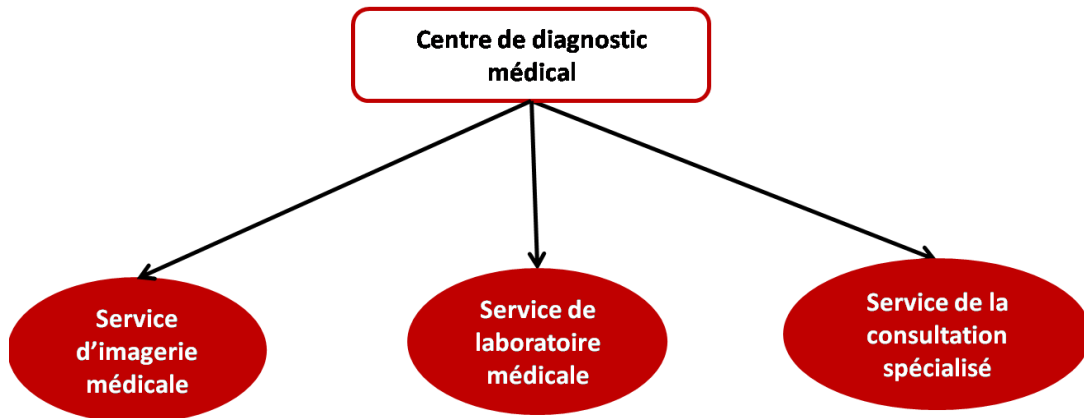 Centre de diagnostic
médical
Service
d’imagerie
médicale
Service de
laboratoire
médicale
Service de la
consultation
spécialisé